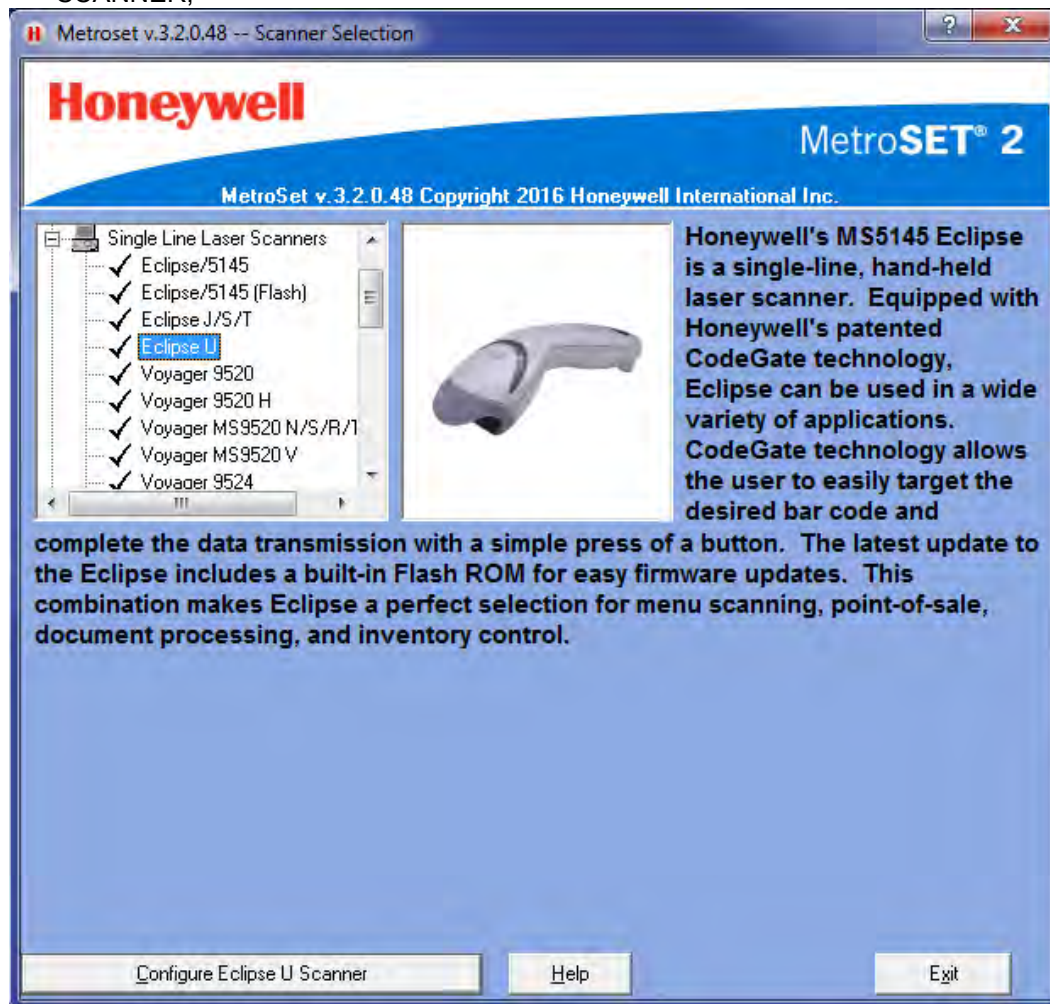 SCANNER,
Metroset v.3.2.0.48 -- Scanner Selection
Honeywell
MetroSET® 2
MetroSet v.3.2.0.48 Copyright 2016 Honeywell International Inc.
Single Line Laser Scanners
Eclipse/5145
Eclipse/5145 (Flash)
Eclipse J/S/T
Eclipse U
Voyager 9520
Voyager 9520 H
Voyager MS9520 N/S/R/T
Voyager MS9520 V
Voyager 9524
Honeywell's MS5145 Eclipse
is a single-line, hand-held
laser scanner. Equipped with
Honeywell's patented
CodeGate technology,
Eclipse can be used in a wide
variety of applications.
CodeGate technology allows
the user to easily target the
desired bar code and
complete the data transmission with a simple press of a button. The latest update to
the Eclipse includes a built-in Flash ROM for easy firmware updates. This
combination makes Eclipse a perfect selection for menu scanning, point-of-sale,
document processing, and inventory control.
Configure Eclipse U Scanner
Help
Exit